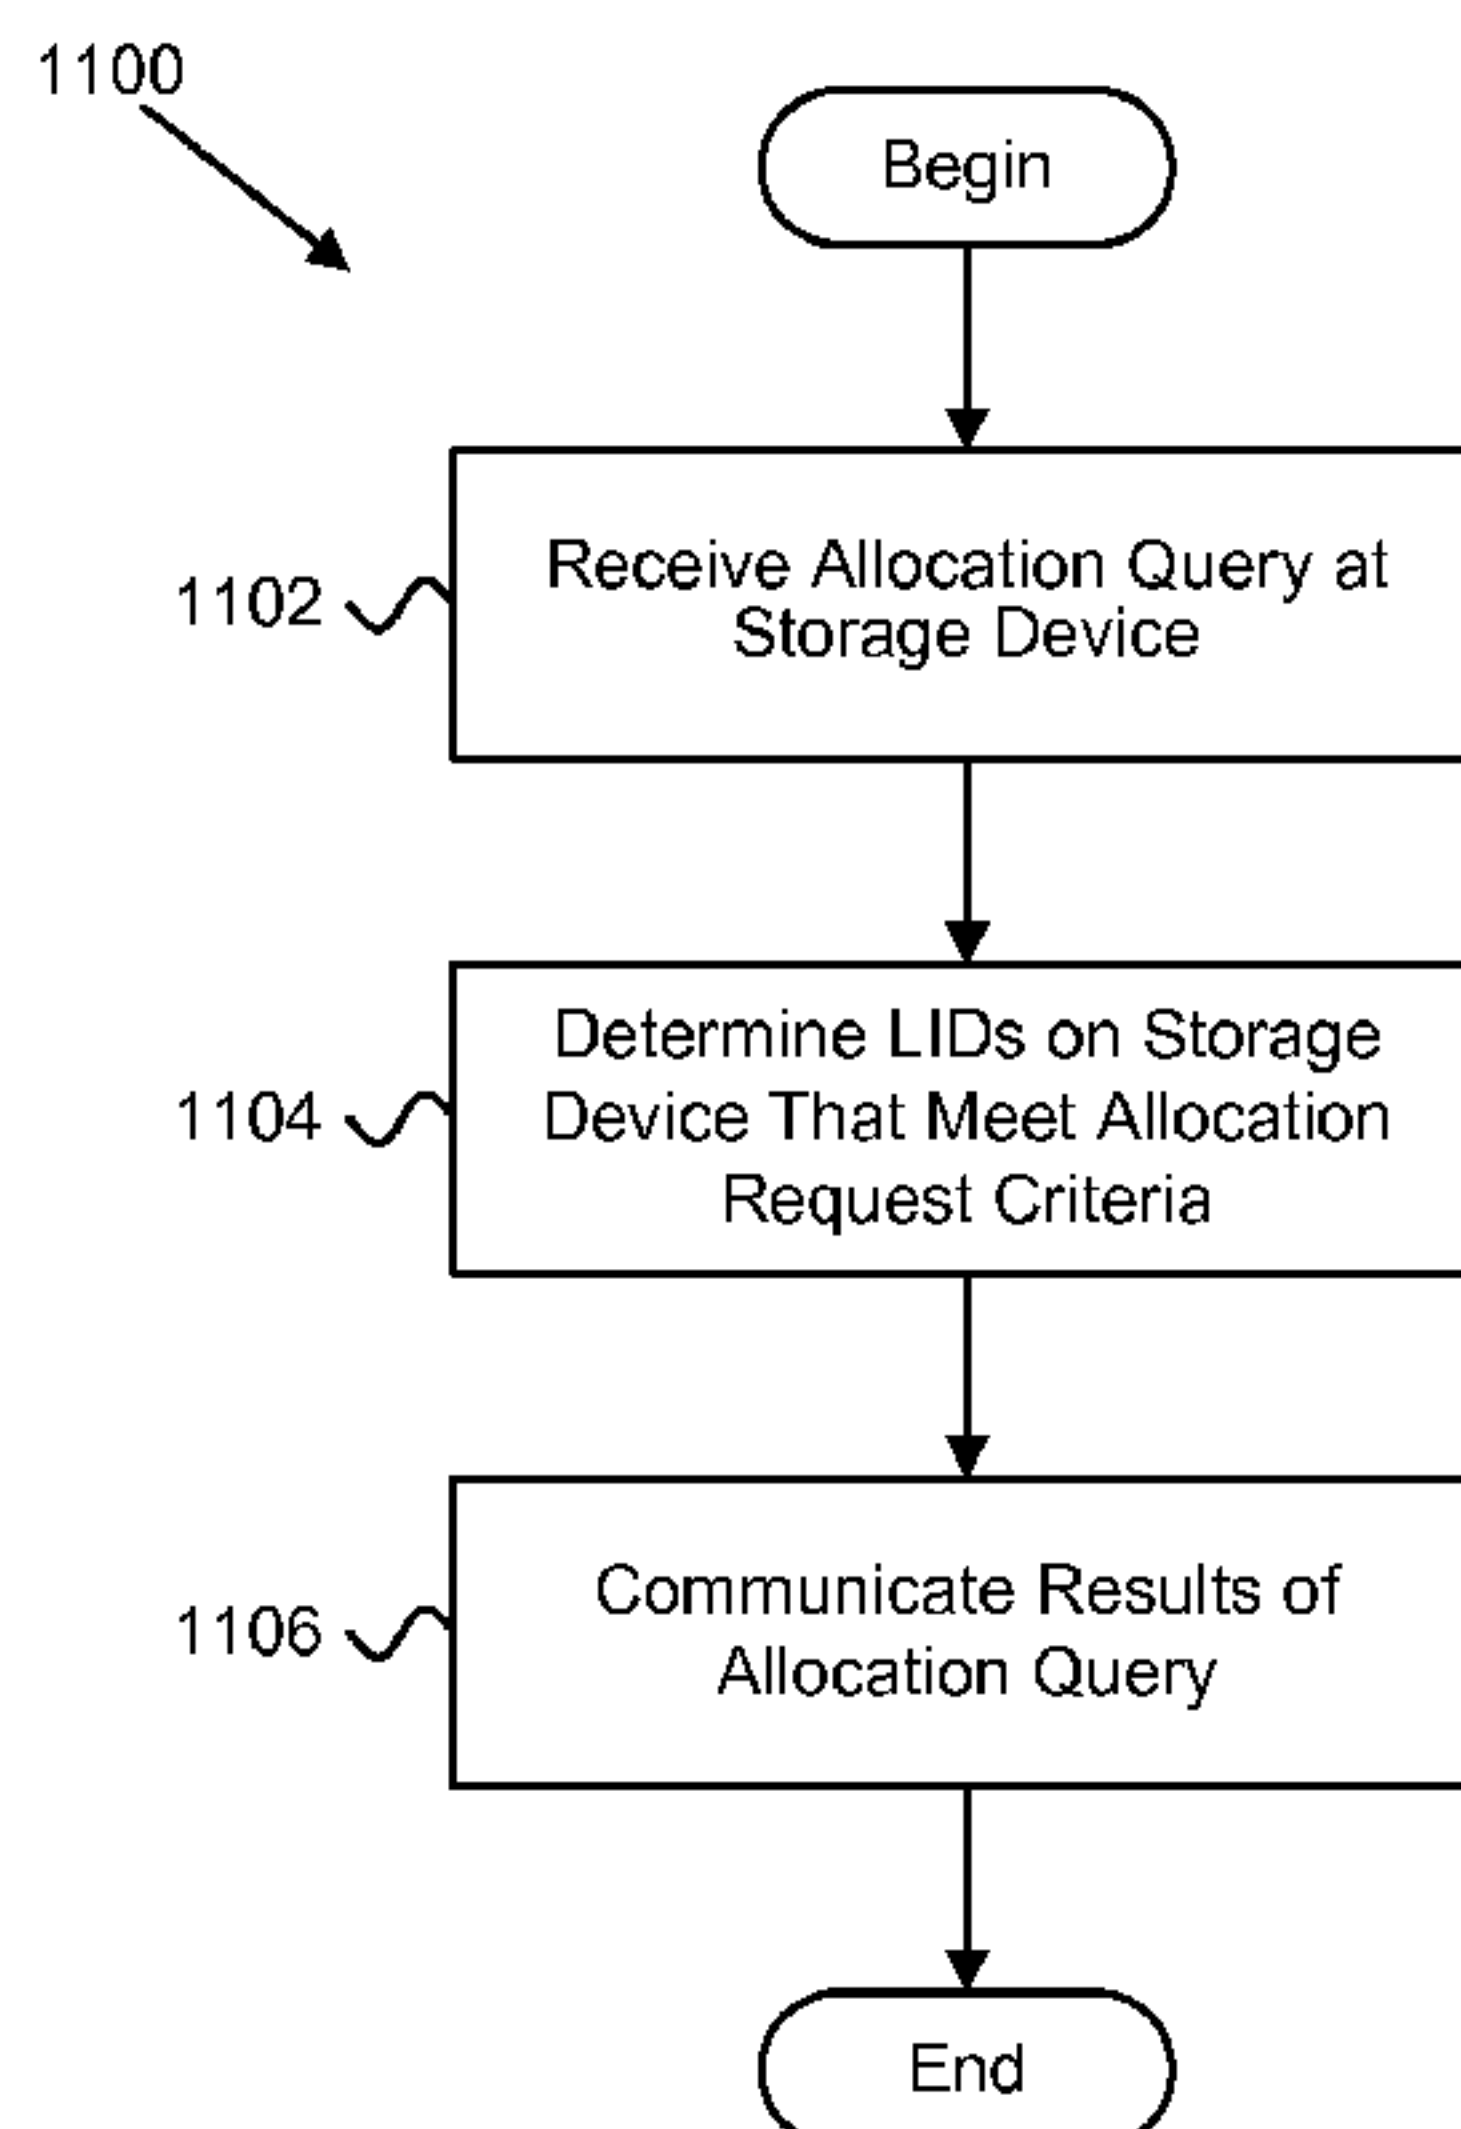 1100
Begin
1102
Receive Allocation Query at
Storage Device
1104
Determine LIDs on Storage
Device That Meet Allocation
Request Criteria
1106
Communicate Results of
Allocation Query
End